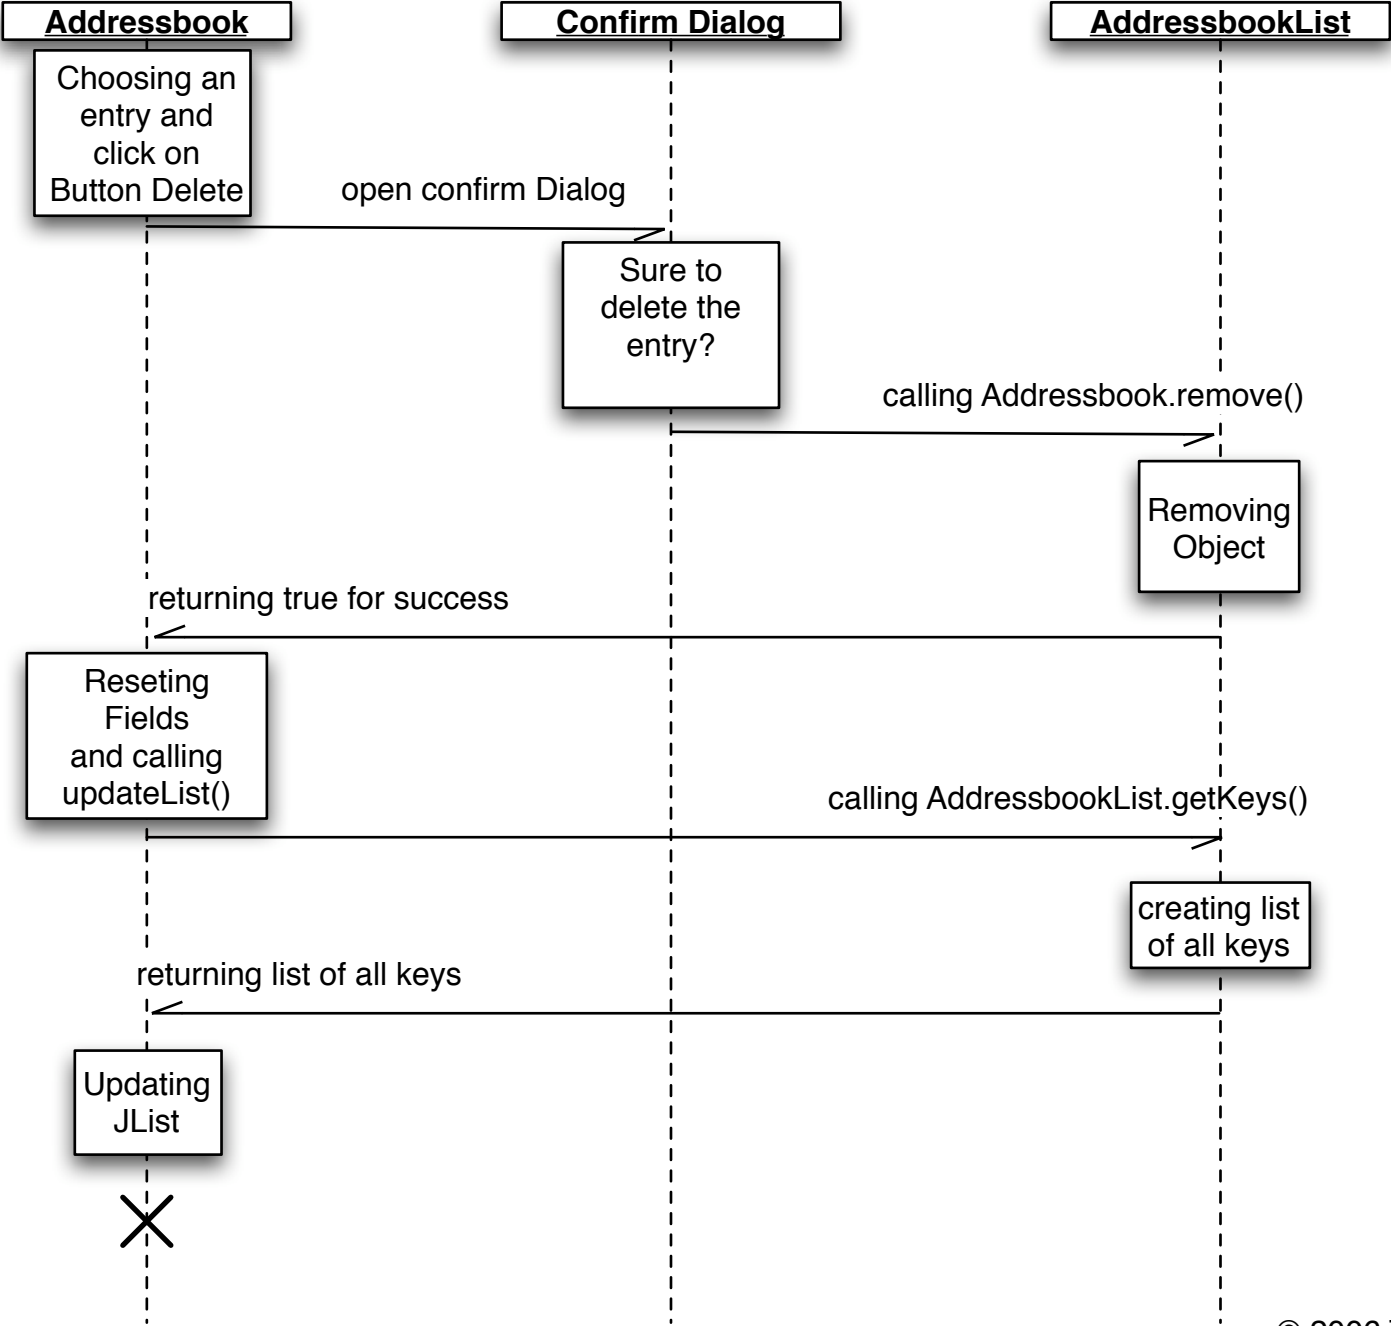 Addressbook
Confirm Dialog
AddressbookList
Choosing an
entry and
click on
Button Delete
open confirm Dialog
Sure to
delete the
entry?
calling Addressbook.remove()
Removing
Object
returning true for success
Reseting
Fields
and calling
updateList()
calling AddressbookList.getKeys()
creating list
of all keys
returning list of all keys
Updating
JList